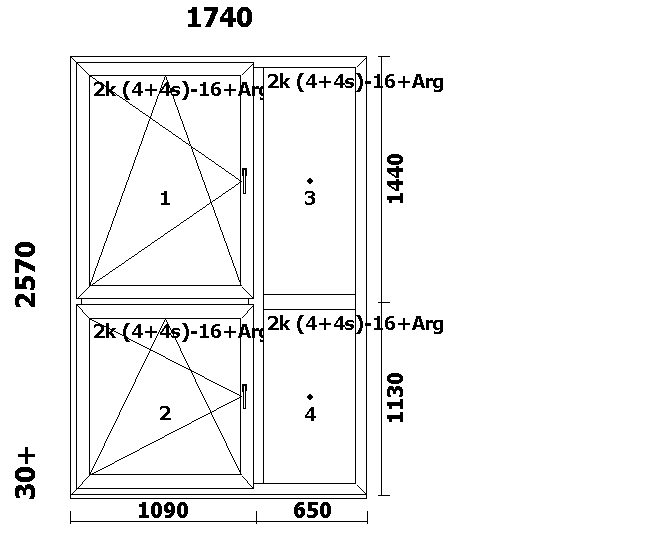 1740
2k (4+4s)-16+Arg
2k (4+4s)-16+Arg
1
3
1440
2570
2k (4+4s)-16+Arg
2k (4+4s)-16+Arg
2
4
1130
30+
1090
650